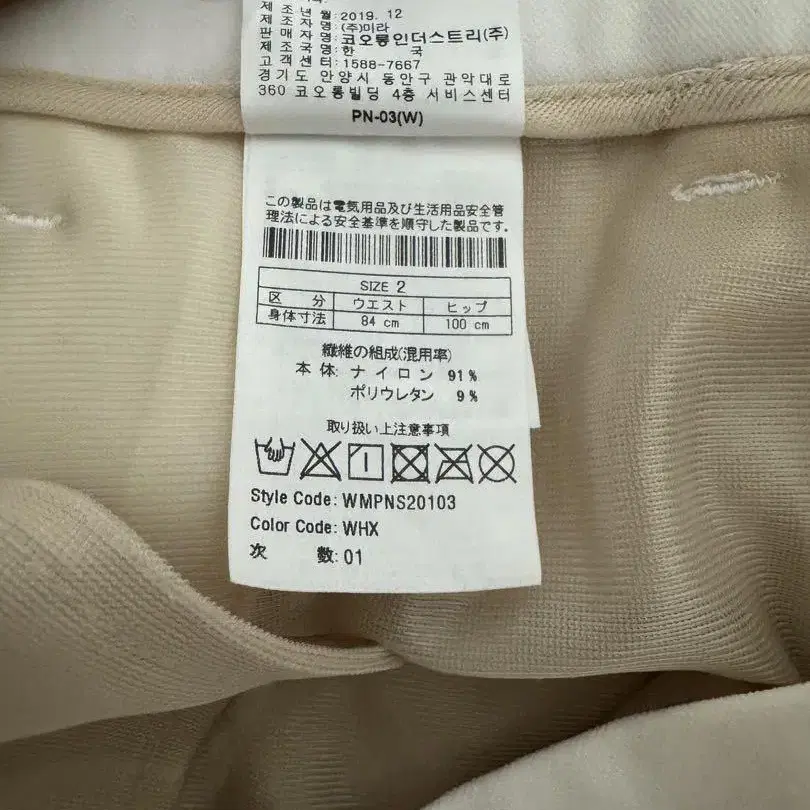 제 조 년 월: 2019. 12
제 조 자 명: (주)미라
판 매 자 명: 코오롱인더스트리(주)
제 조 국 명: 한 국
고 객 센 터: 1588-7667
경 기 도 안 양 시 동 안 구 관 악 대 로
360 코오롱빌딩 4층 서비스센터
PN-03(W)
この製品は電気用品及び生活用品安全管
理法による安全基準を順守した製品です。
SIZE 2
区 分 ウエスト ヒップ
身体寸法 84 cm 100 cm
繊維の組成(混用率)
本 体: ナ イ ロ ン 91%
ポリウレタン 9%
取り扱い上注意事項
Style Code: WMPNS20103
Color Code: WHX
次 数: 01